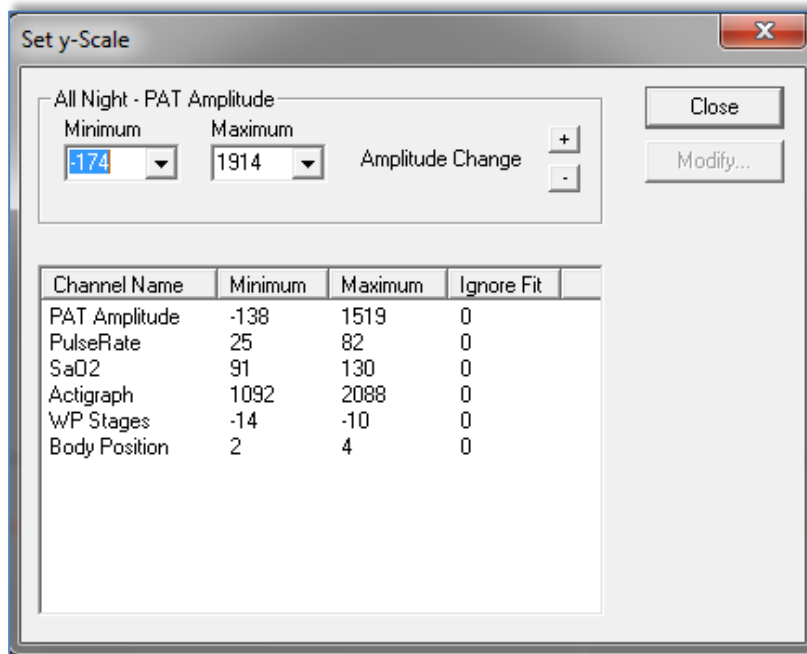 Set y-Scale
All Night - PAT Amplitude
Minimum Maximum
-174 1914 Amplitude Change + -
Close
Modify...
Channel Name Minimum Maximum Ignore Fit
PAT Amplitude -138 1519 0
PulseRate 25 82 0
SaO2 91 130 0
Actigraph 1092 2088 0
WP Stages -14 -10 0
Body Position 2 4 0